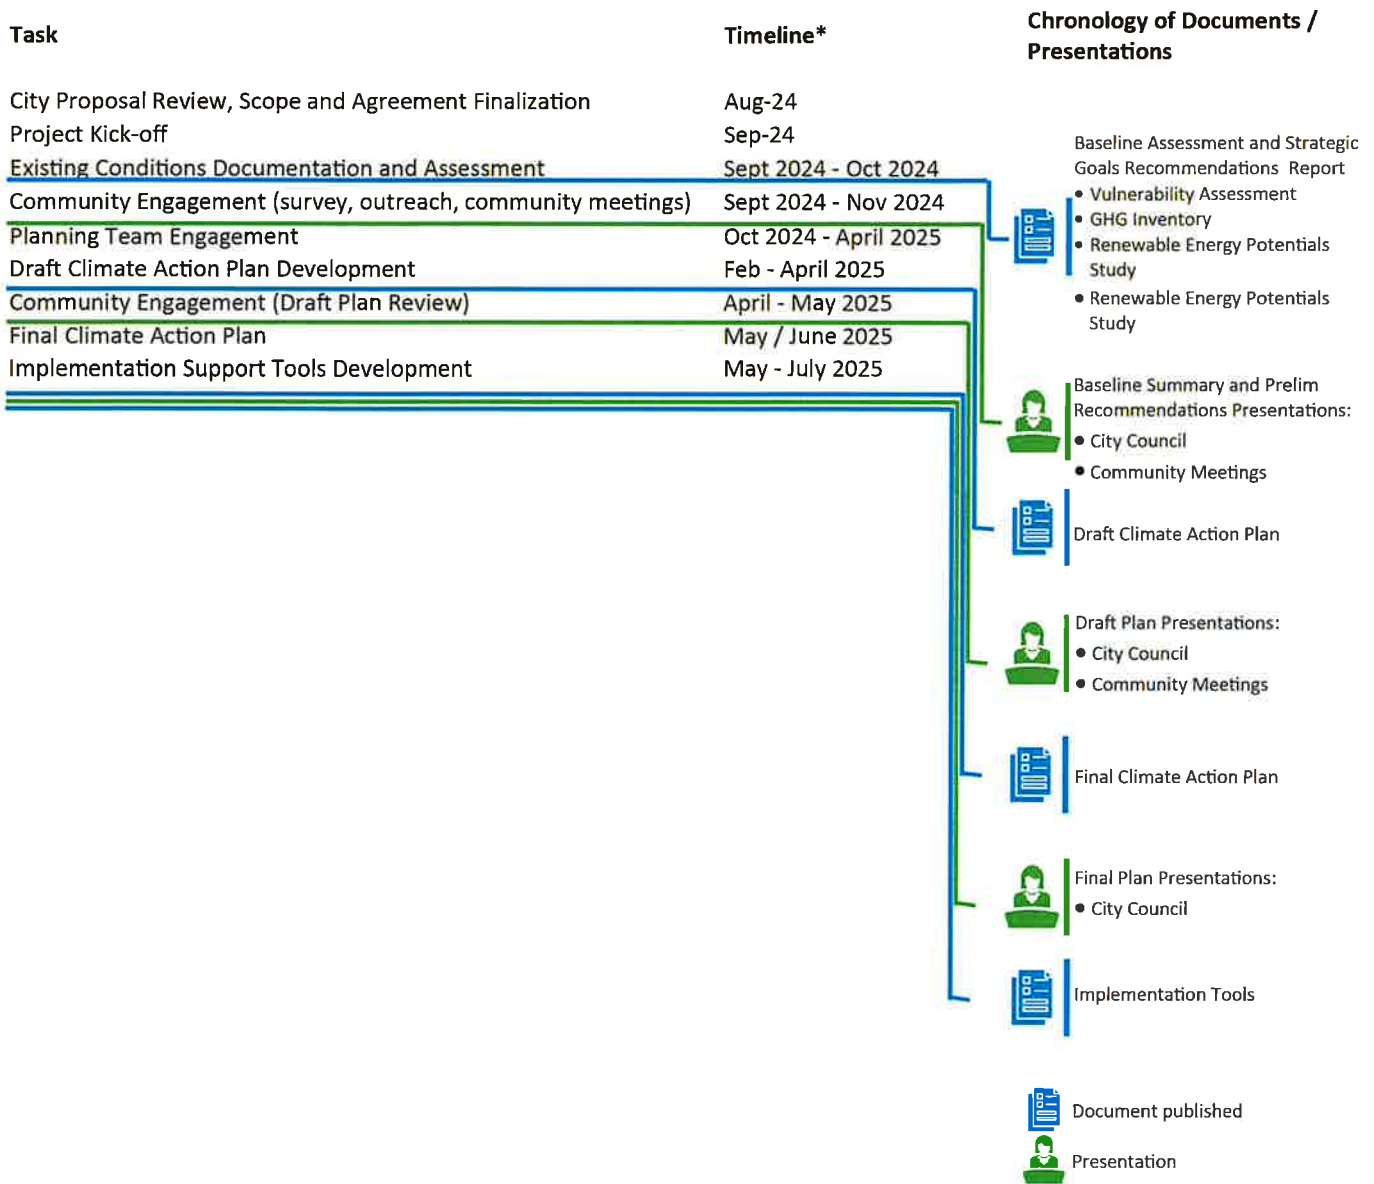 Task Timeline* Chronology of Documents /
Presentations
City Proposal Review, Scope and Agreement Finalization Aug-24
Project Kick-off Sep-24
Existing Conditions Documentation and Assessment Sept 2024 - Oct 2024
Community Engagement (survey, outreach, community meetings) Sept 2024 - Nov 2024
Planning Team Engagement Oct 2024 - April 2025
Draft Climate Action Plan Development Feb - April 2025
Community Engagement (Draft Plan Review) April - May 2025
Final Climate Action Plan May / June 2025
Implementation Support Tools Development May - July 2025
Baseline Assessment and Strategic
Goals Recommendations Report
• Vulnerability Assessment
• GHG Inventory
• Renewable Energy Potentials
Study
• Renewable Energy Potentials
Study
Baseline Summary and Prelim
Recommendations Presentations:
• City Council
• Community Meetings
Draft Climate Action Plan
Draft Plan Presentations:
• City Council
• Community Meetings
Final Climate Action Plan
Final Plan Presentations:
• City Council
Implementation Tools
Document published
Presentation